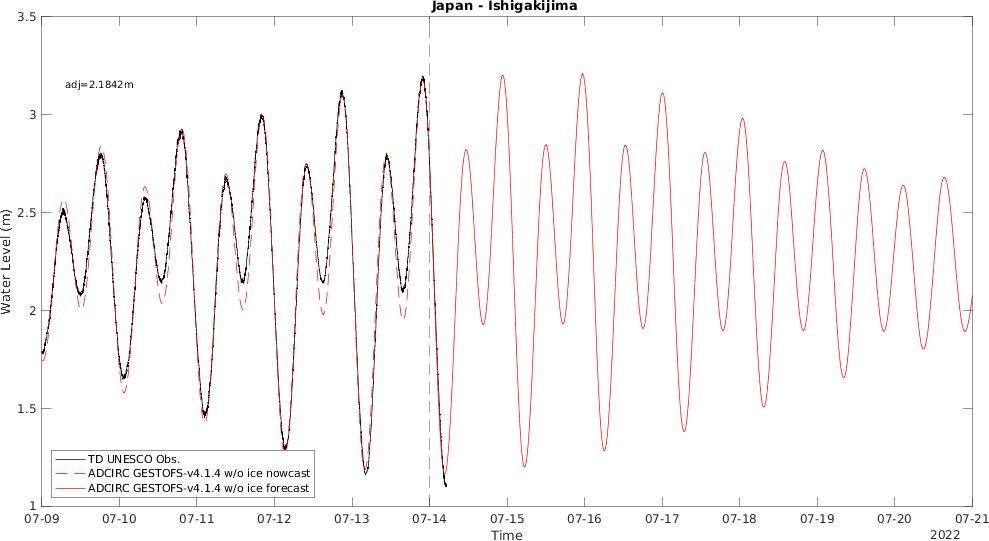 Japan - Ishigakijima
3.5
adj=2.1842m
3
2.5
Water Level (m)
2
1.5
TD UNESCO Obs.
ADCIRC GESTOFS-v4.1.4 w/o ice nowcast
ADCIRC GESTOFS-v4.1.4 w/o ice forecast
1
07-09 07-10 07-11 07-12 07-13 07-14 07-15 07-16 07-17 07-18 07-19 07-20 07-21
Time
2022